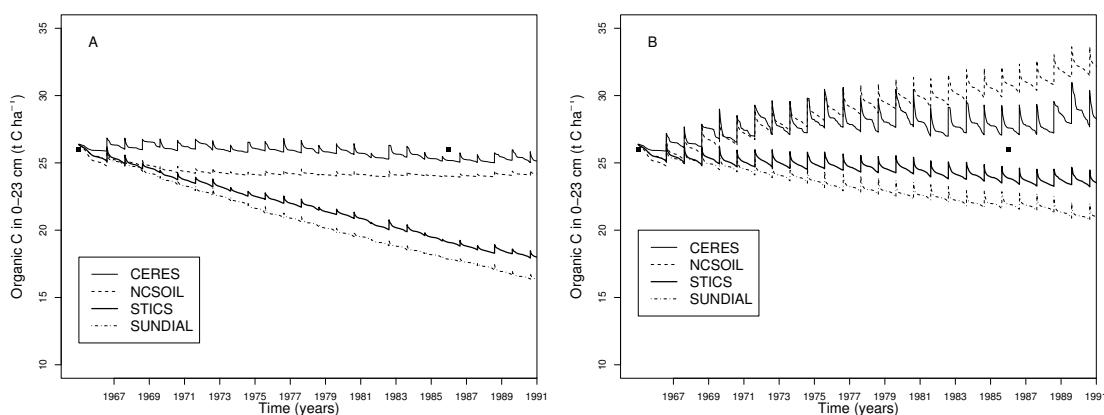 A
Organic C in 0–23 cm (t C ha⁻¹)
35
30
25
20
15
10
CERES
NCSOIL
STICS
SUNDIAL
1967 1969 1971 1973 1975 1977 1979 1981 1983 1985 1987 1989 1991
Time (years)
B
Organic C in 0–23 cm (t C ha⁻¹)
35
30
25
20
15
10
CERES
NCSOIL
STICS
SUNDIAL
1967 1969 1971 1973 1975 1977 1979 1981 1983 1985 1987 1989 1991
Time (years)